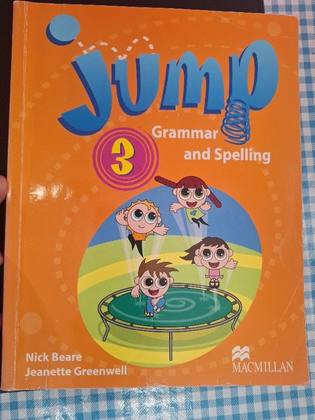 Jump
3
Grammar
and Spelling
Nick Beare
Jeanette Greenwell
MACMILLAN